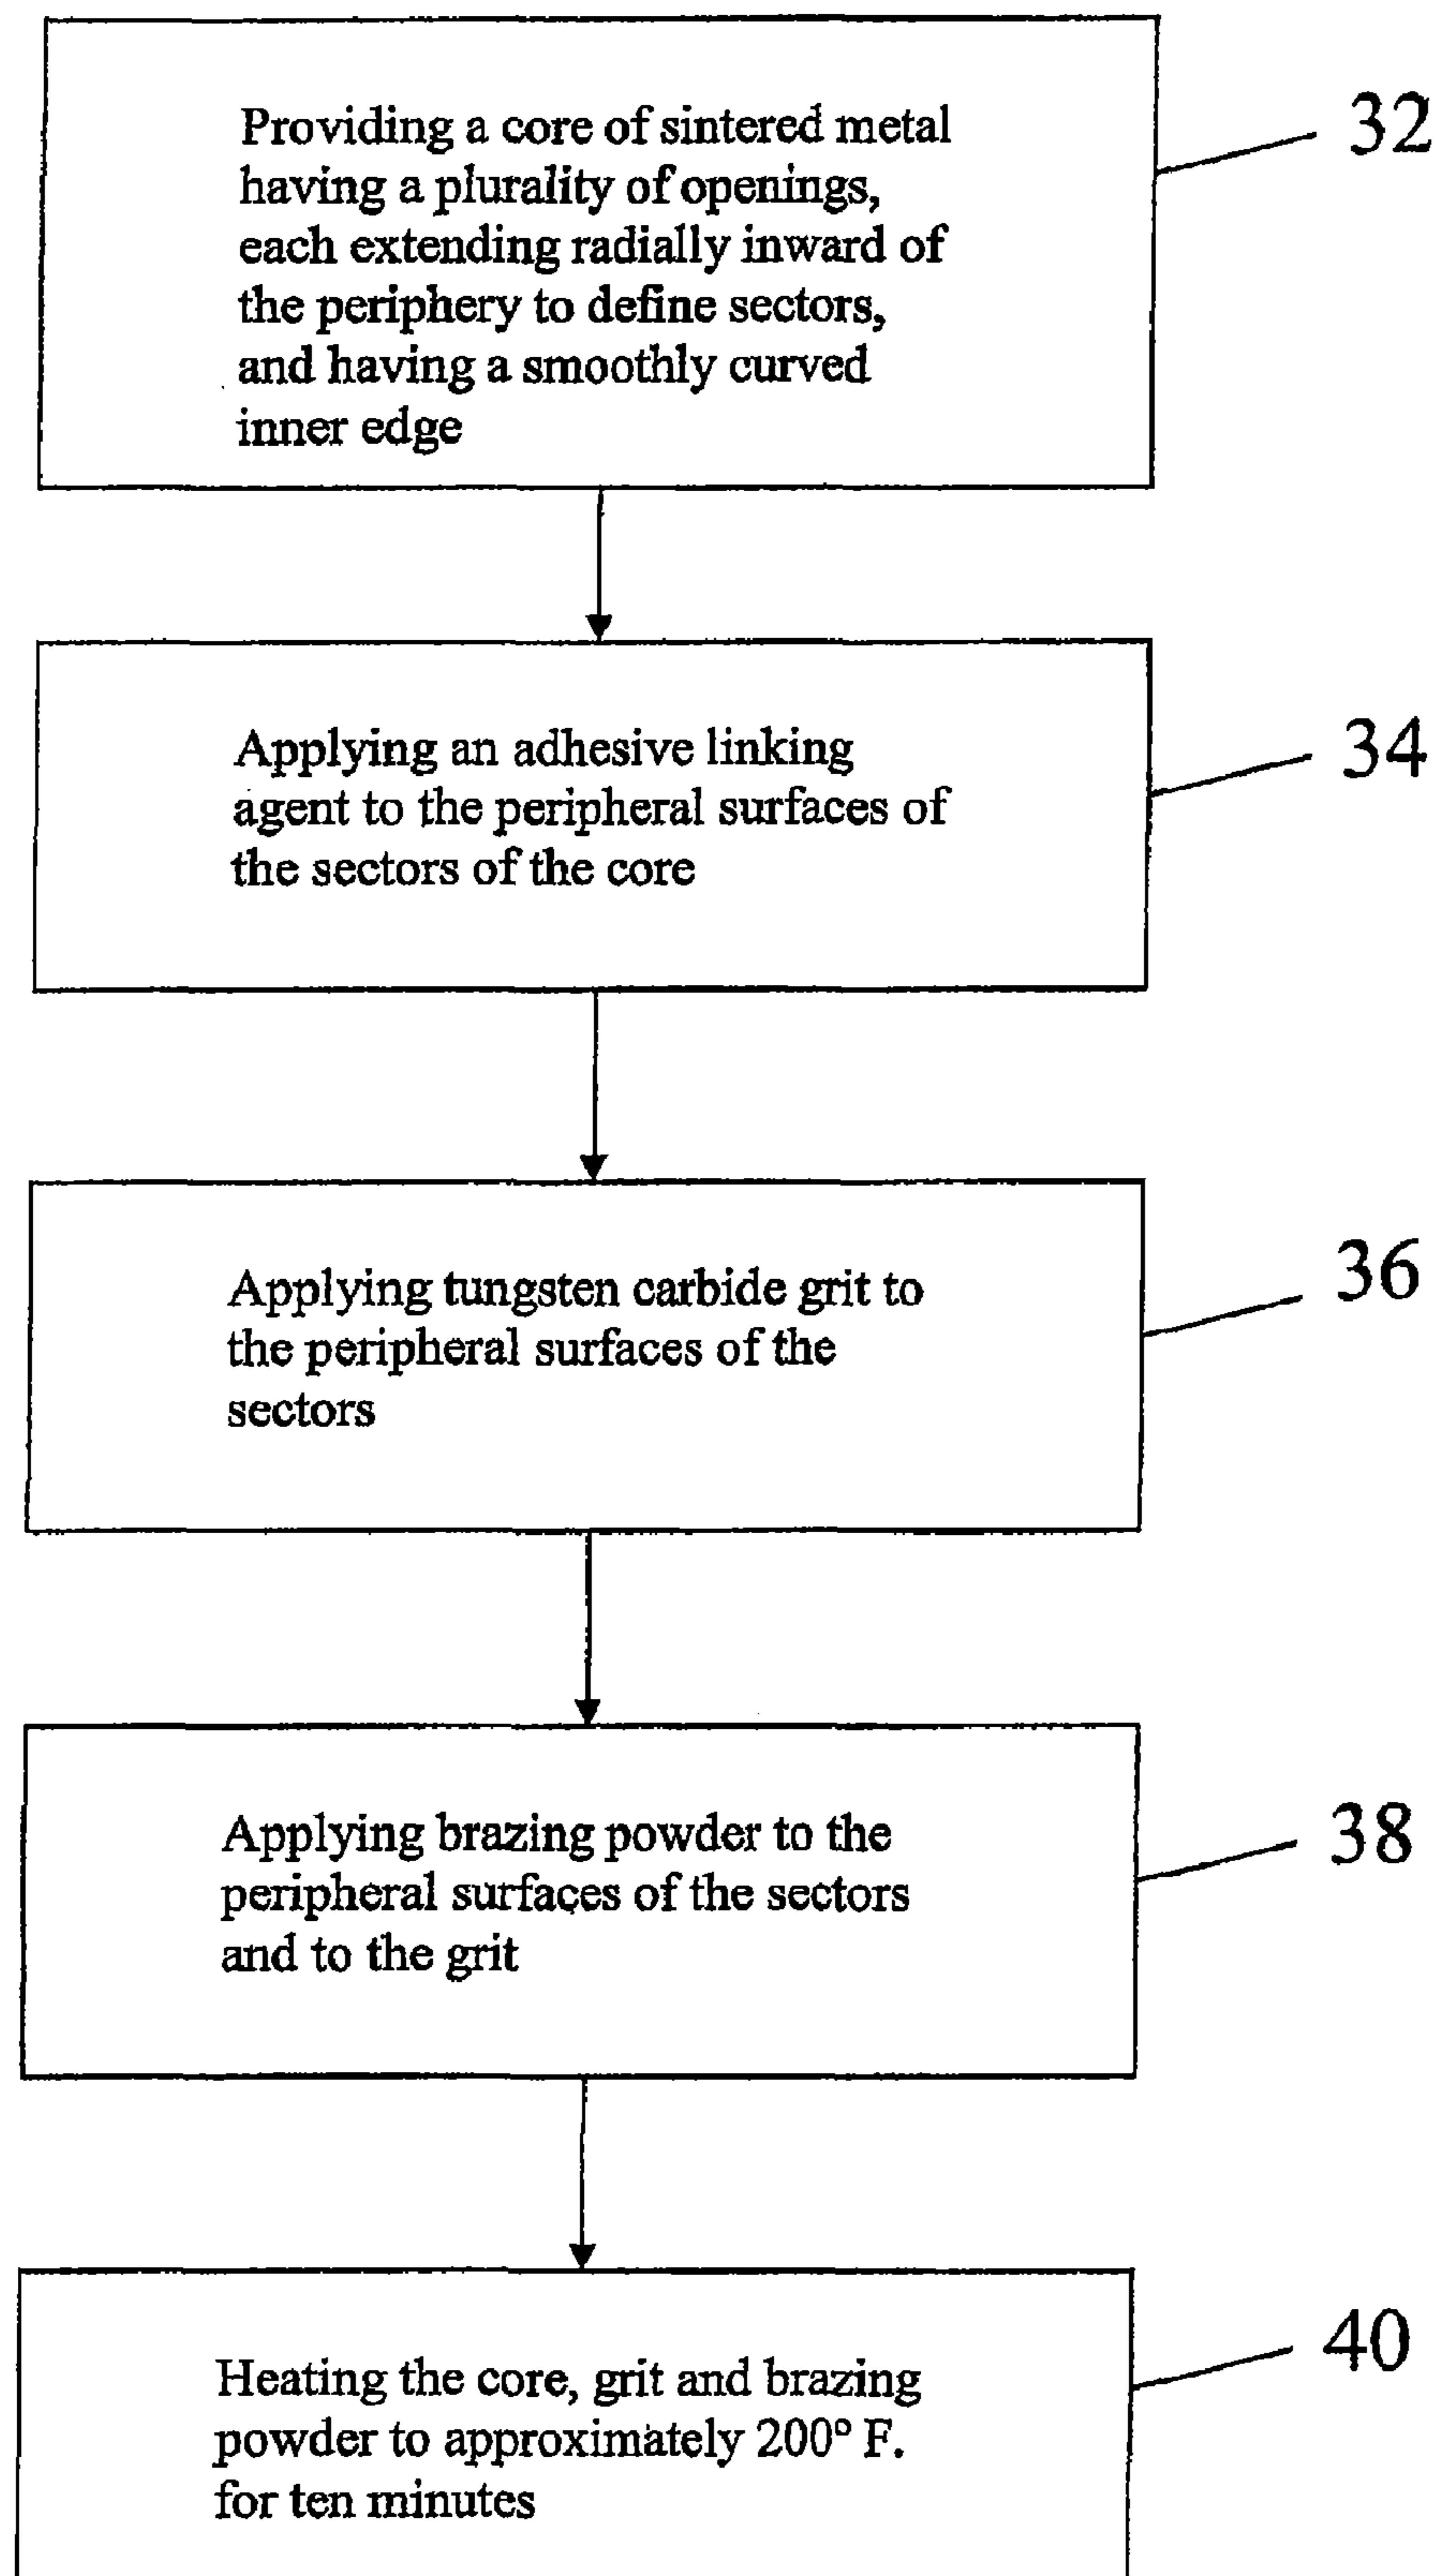 Providing a core of sintered metal
having a plurality of openings,
each extending radially inward of
the periphery to define sectors,
and having a smoothly curved
inner edge
32
Applying an adhesive linking
agent to the peripheral surfaces of
the sectors of the core
34
Applying tungsten carbide grit to
the peripheral surfaces of the
sectors
36
Applying brazing powder to the
peripheral surfaces of the sectors
and to the grit
38
Heating the core, grit and brazing
powder to approximately 200° F.
for ten minutes
40